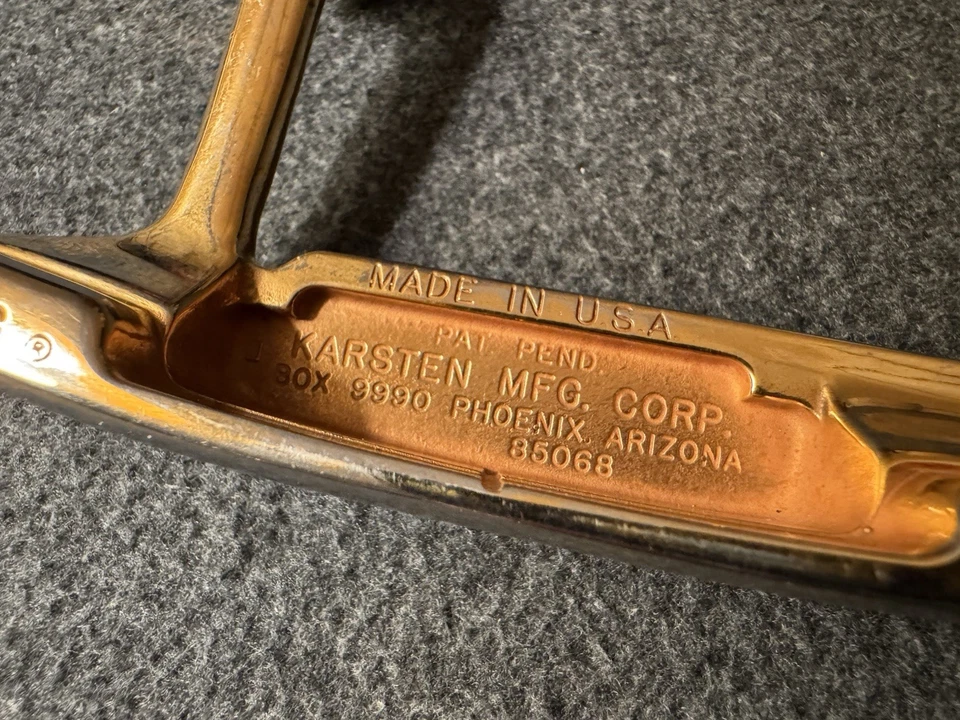 MADE IN U.S.A.
PAT. PEND.
KARSTEN MFG. CORP.
BOX 9990 PHOENIX, ARIZONA
85068
®